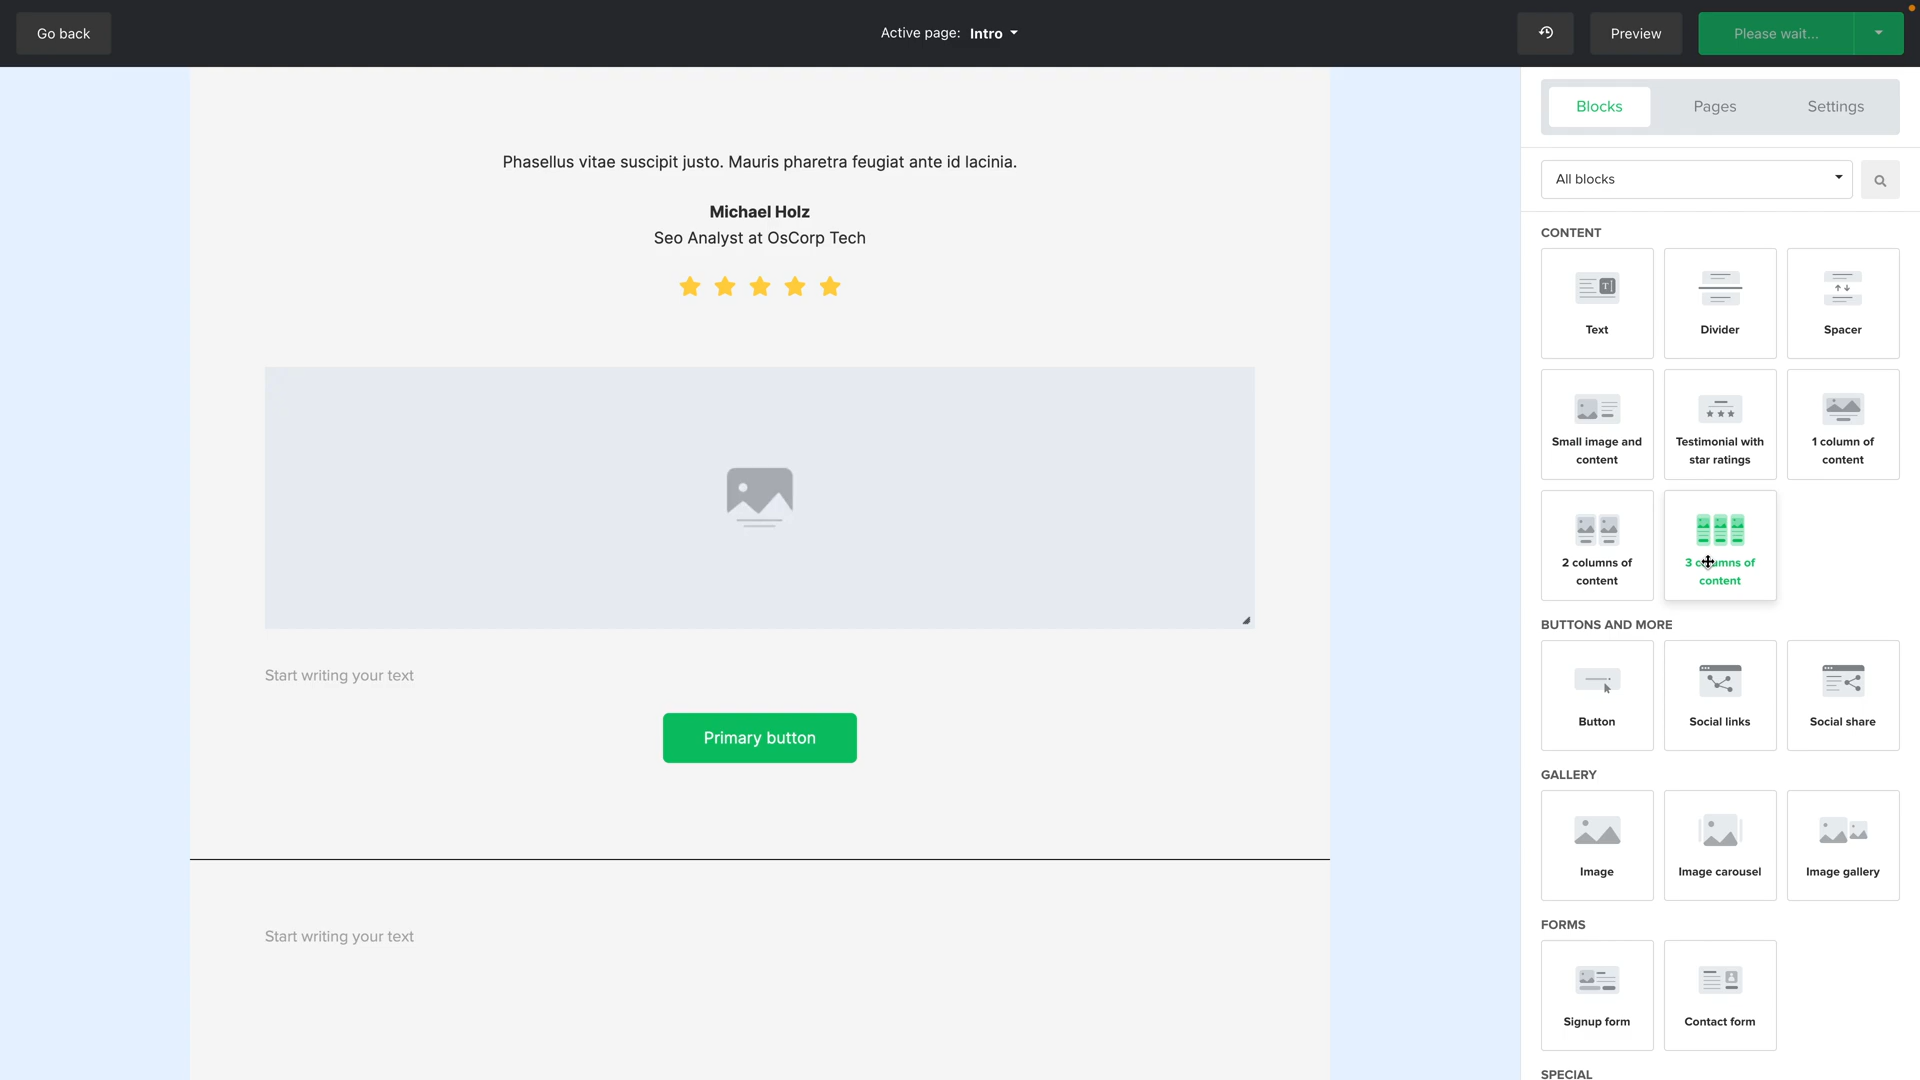 Go back
Active page: Intro
Preview
Please wait...
Blocks
Pages
Settings
All blocks
Phasellus vitae suscipit justo. Mauris pharetra feugiat ante id lacinia.
Michael Holz
Seo Analyst at OsCorp Tech
Start writing your text
Primary button
Start writing your text
CONTENT
Text
Divider
Spacer
Small image and
content
Testimonial with
star ratings
1 column of
content
2 columns of
content
3 columns of
content
BUTTONS AND MORE
Button
Social links
Social share
GALLERY
Image
Image carousel
Image gallery
FORMS
Signup form
Contact form
SPECIAL